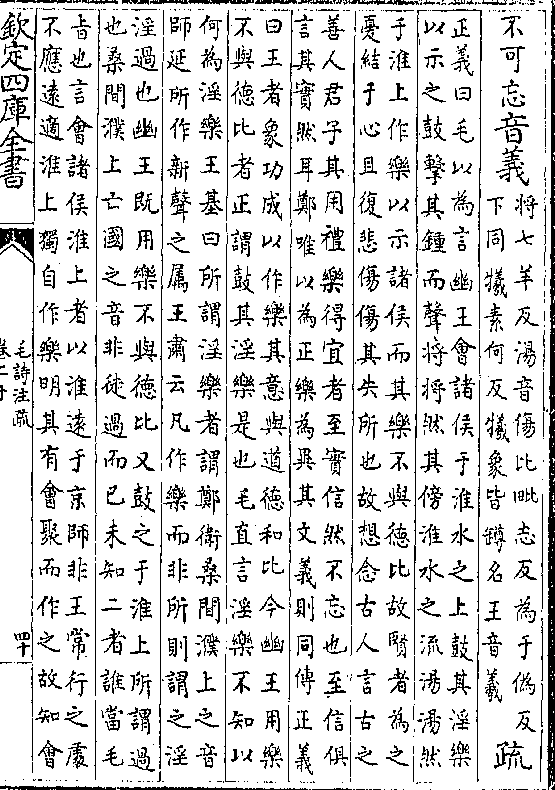 不可忘音義
將七羊反湯音傷比毗志反為于偽反
下同犧素何反犧象皆罇名王音羲
疏
正義曰毛以為言幽王會諸侯于淮水之上鼓其淫樂
以示之鼓擊其鍾而聲將將然其傍淮水之流湯湯然
于淮上作樂以示諸侯而其樂不與德比故賢者為之
憂結于心且復悲傷傷其失所也故想念古人言古之
善人君子其用禮樂得宜者至實信然不忘也至信俱
言其實然耳鄭唯以為正樂為異其文義則同傳正義
曰王者象功成以作樂其意與道德和比今幽王用樂
不與德比者正謂鼓其淫樂是也毛直言淫樂不知以
何為淫樂王基曰所謂淫樂者謂鄭衛桑間濮上之音
師延所作新聲之属王肅云凡作樂而非所則謂之淫
淫過也幽王既用樂不與德比又鼓之于淮上所謂過
也桑間濮上亡國之音非徒過而已未知二者誰當毛
㫖也言會諸侯淮上者以淮遠于京師非王常行之處
不應遠適淮上獨自作樂明其有會聚而作之故知會
欽定四庫全書
毛詩注疏
四十